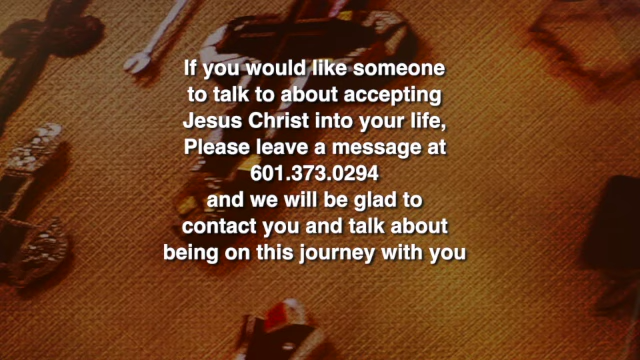 If you would like someone
to talk to about accepting
Jesus Christ into your life,
Please leave a message at
601.373.0294
and we will be glad to
contact you and talk about
being on this journey with you